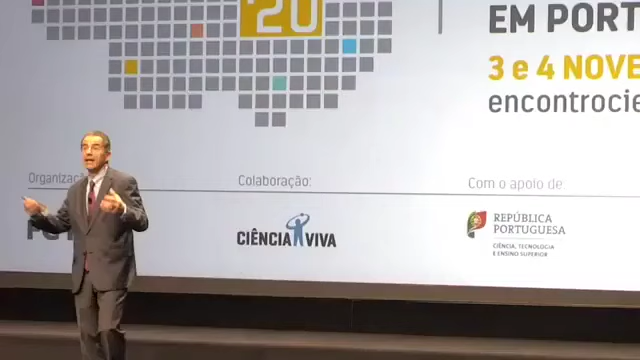 '20
EM PORT
3 e 4 NOVE
encontrocie
Organizaç
Colaboração:
Com o apoio de:
CIÊNCIA VIVA
REPÚBLICA
PORTUGUESA
CIÊNCIA, TECNOLOGIA
E ENSINO SUPERIOR